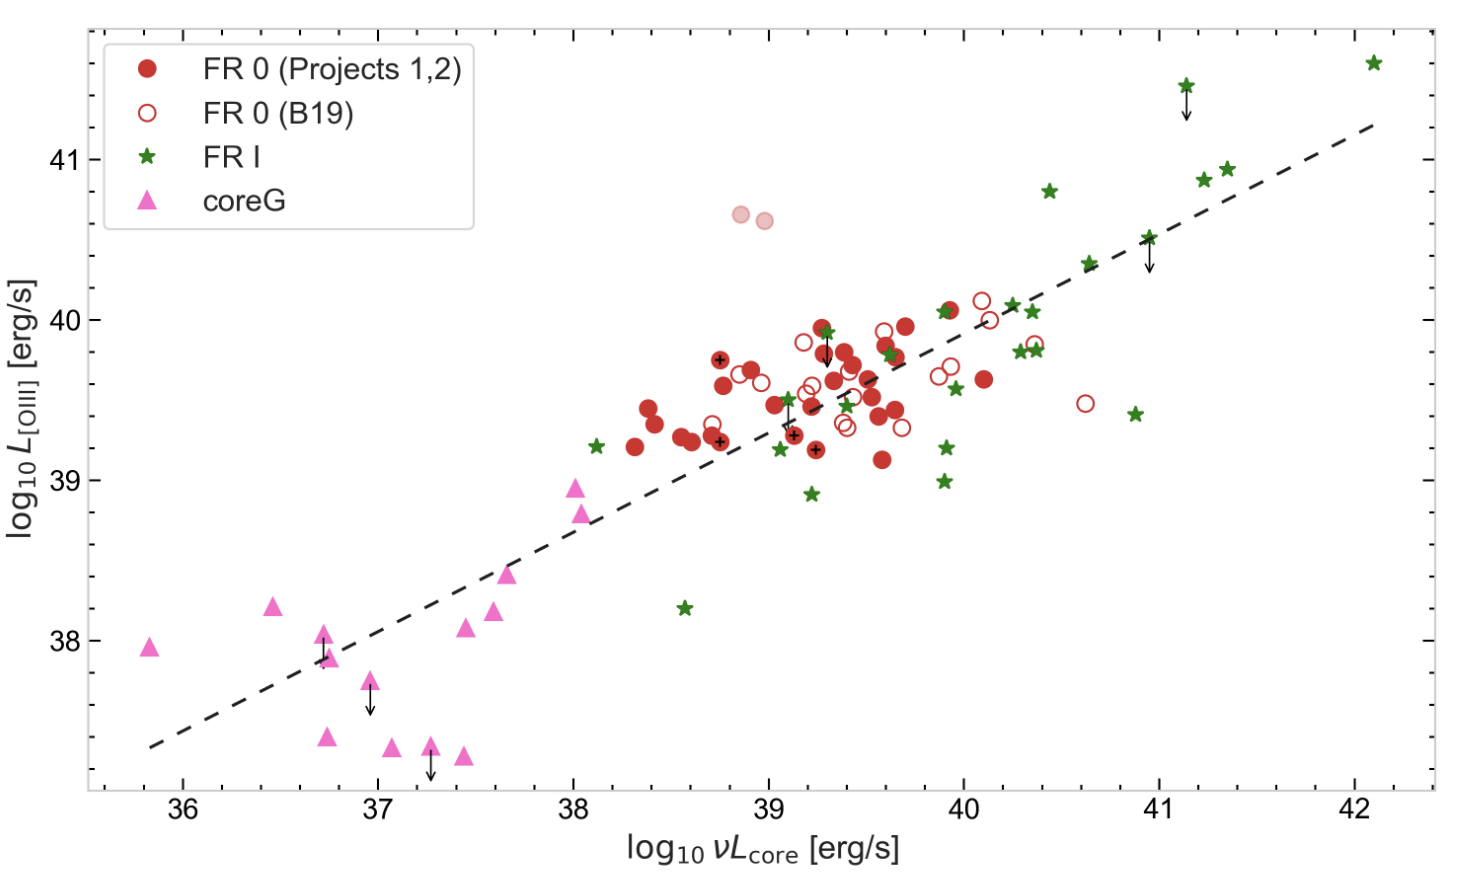 FR 0 (Projects 1,2)
FR 0 (B19)
FR I
coreG
41
40
39
38
log₁₀ L[OIII] [erg/s]
36 37 38 39 40 41 42
log₁₀ νLcore [erg/s]